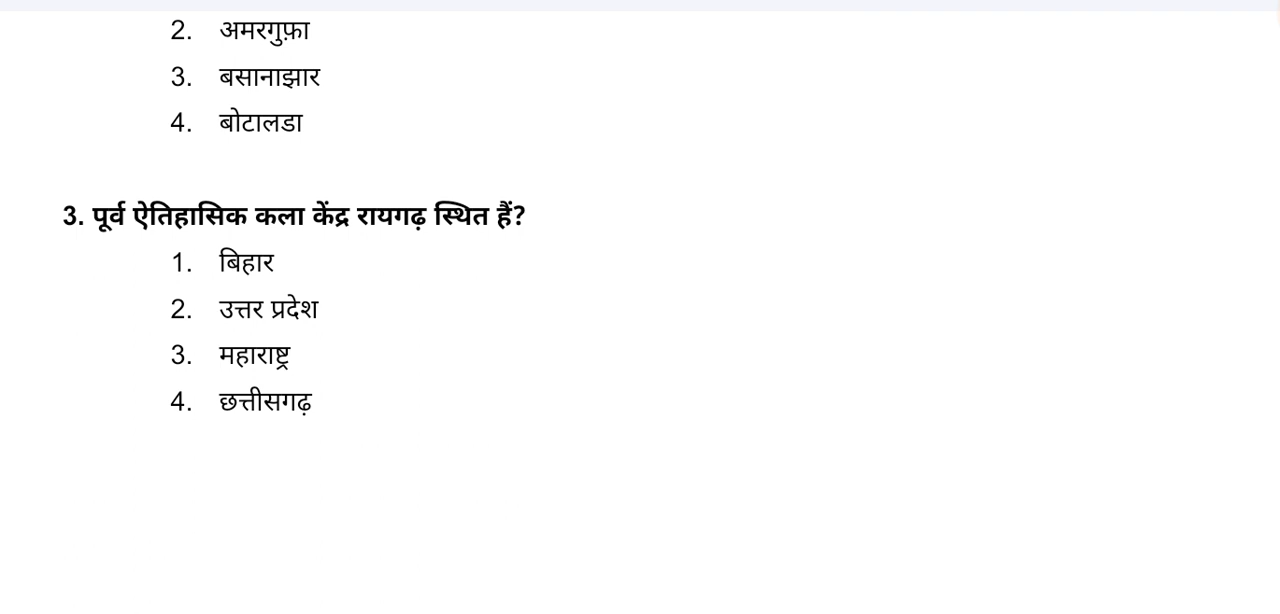 2. अमरगुफ़ा
3. बसानाझार
4. बोटालडा
3. पूर्व ऐतिहासिक कला केंद्र रायगढ़ स्थित हैं?
1. बिहार
2. उत्तर प्रदेश
3. महाराष्ट्र
4. छत्तीसगढ़